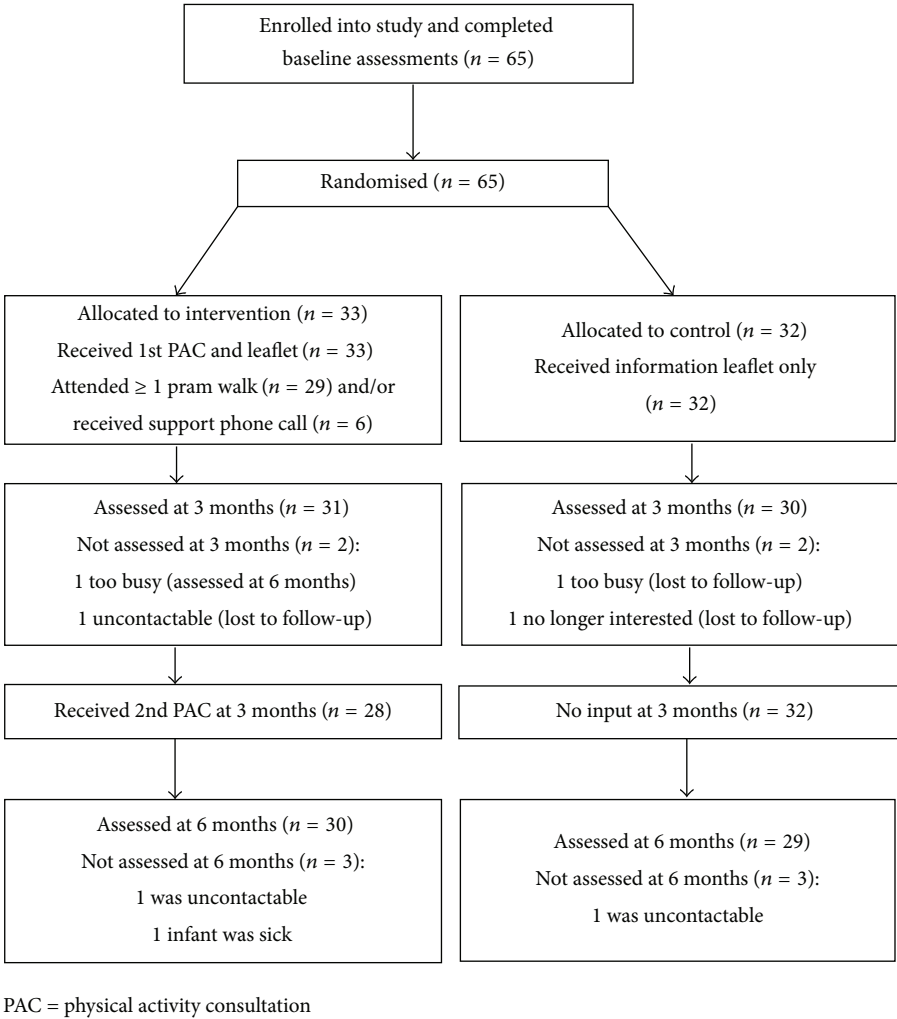 Enrolled into study and completed
baseline assessments (n = 65)
Randomised (n = 65)
Allocated to intervention (n = 33)
Received 1st PAC and leaflet (n = 33)
Attended ≥ 1 pram walk (n = 29) and/or
received support phone call (n = 6)
Allocated to control (n = 32)
Received information leaflet only
(n = 32)
Assessed at 3 months (n = 31)
Not assessed at 3 months (n = 2):
1 too busy (assessed at 6 months)
1 uncontactable (lost to follow-up)
Assessed at 3 months (n = 30)
Not assessed at 3 months (n = 2):
1 too busy (lost to follow-up)
1 no longer interested (lost to follow-up)
Received 2nd PAC at 3 months (n = 28)
No input at 3 months (n = 32)
Assessed at 6 months (n = 30)
Not assessed at 6 months (n = 3):
1 was uncontactable
1 infant was sick
Assessed at 6 months (n = 29)
Not assessed at 6 months (n = 3):
1 was uncontactable
PAC = physical activity consultation